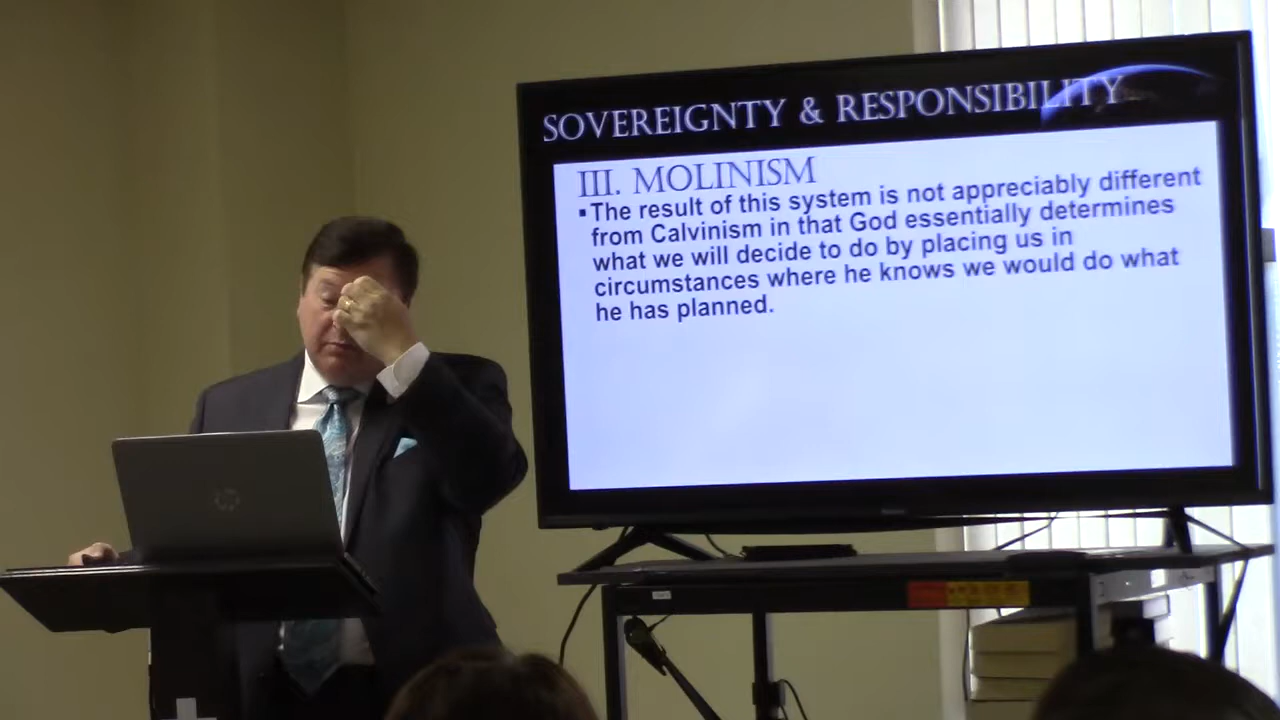 SOVEREIGNTY & RESPONSIBILITY
III. MOLINISM
▪The result of this system is not appreciably different
from Calvinism in that God essentially determines
what we will decide to do by placing us in
circumstances where he knows we would do what
he has planned.
hp